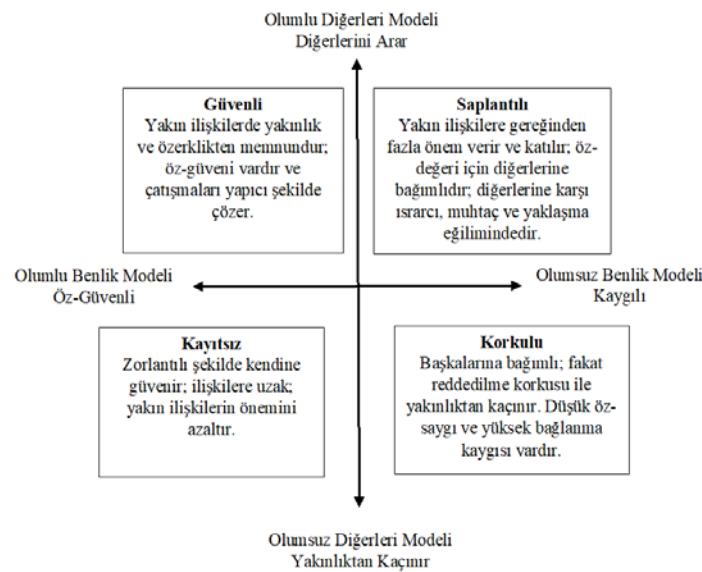 Olumlu Diğerleri Modeli
Diğerlerini Arar
Güvenli
Yakın ilişkilerde yakınlık
ve özerklikten memnundur;
öz-güveni vardır ve
çatışmaları yapıcı şekilde
çözer.
Saplantılı
Yakın ilişkilere gereğinden
fazla önem verir ve katılır; öz-
değeri için diğerlerine
bağımlıdır; diğerlerine karşı
ısrarcı, muhtaç ve yaklaşma
eğilimindedir.
Olumlu Benlik Modeli
Öz-Güvenli
Olumsuz Benlik Modeli
Kaygılı
Kayıtsız
Zorlantılı şekilde kendine
güvenir; ilişkilere uzak;
yakın ilişkilerin önemini
azaltır.
Korkulu
Başkalarına bağımlı; fakat
reddedilme korkusu ile
yakınlıktan kaçınır. Düşük öz-
saygı ve yüksek bağlanma
kaygısı vardır.
Olumsuz Diğerleri Modeli
Yakınlıktan Kaçınır